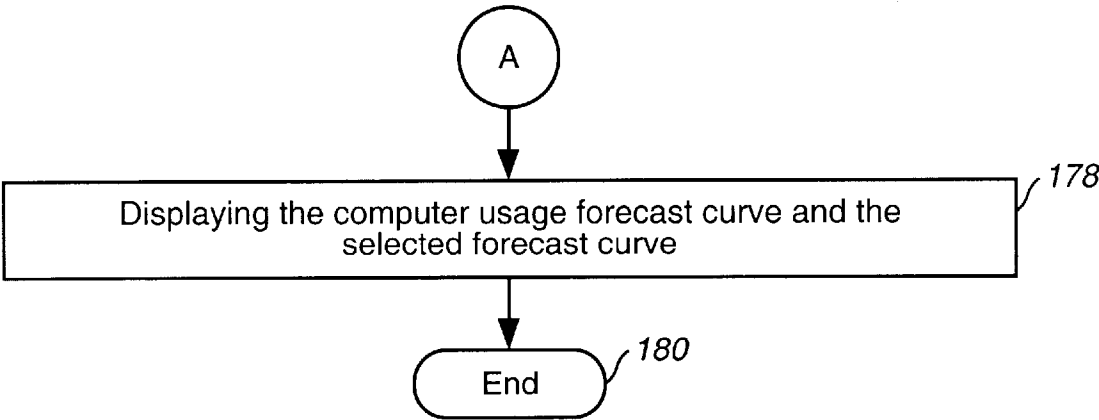 A
178
Displaying the computer usage forecast curve and the
selected forecast curve
180
End